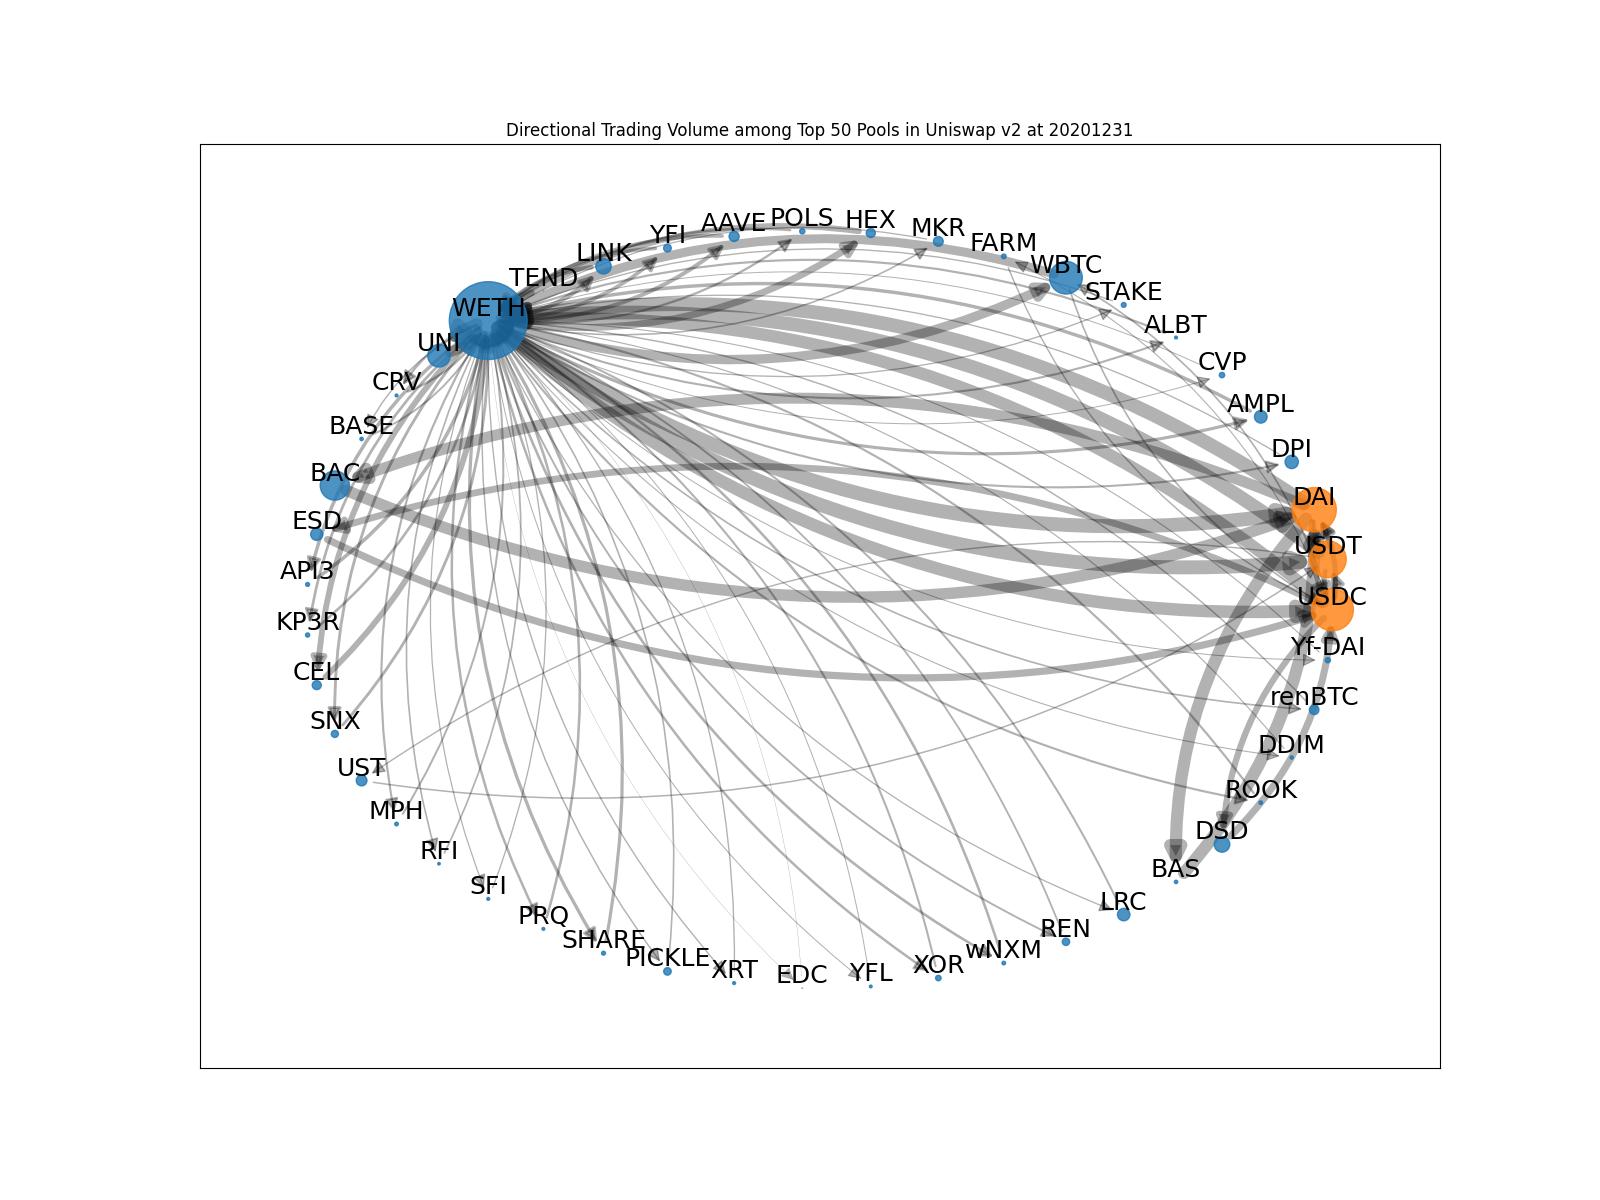 Directional Trading Volume among Top 50 Pools in Uniswap v2 at 20201231
POLS
HEX
AAVE
MKR
YFI
FARM
LINK
WBTC
TEND
STAKE
WETH
ALBT
UNI
CVP
CRV
AMPL
BASE
DPI
BAC
DAI
ESD
USDT
API3
USDC
KP3R
Yf-DAI
CEL
renBTC
SNX
DDIM
UST
ROOK
MPH
DSD
RFI
BAS
SFI
LRC
PRQ
REN
SHARE
wNXM
PICKLE
XOR
XRT
YFL
EDC